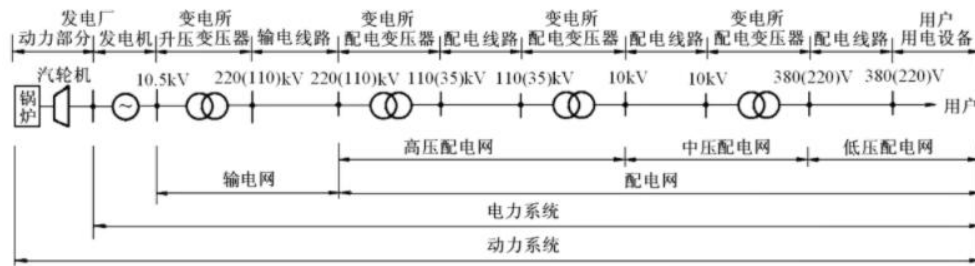 发电厂 变电所 变电所 变电所 变电所 用户
动力部分 发电机 升压变压器 输电线路 配电变压器 配电线路 配电变压器 配电线路 配电变压器 配电线路 用电设备
汽轮机 10.5kV 220(110)kV 220(110)kV 110(35)kV 110(35)kV 10kV 10kV 380(220)V 380(220)V
锅炉 ~ 用户
高压配电网 中压配电网 低压配电网
输电网 配电网
电力系统
动力系统